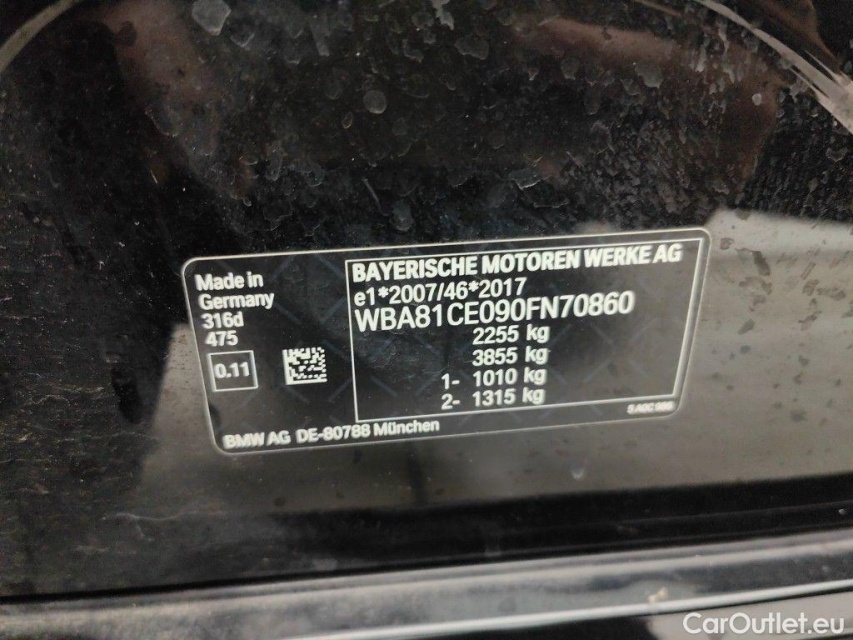 Made in
Germany
316d
475
0.11
BAYERISCHE MOTOREN WERKE AG
e1*2007/46*2017
WBA81CE090FN70860
2255 kg
3855 kg
1- 1010 kg
2- 1315 kg
BMW AG DE-80788 München
CarOutlet.eu